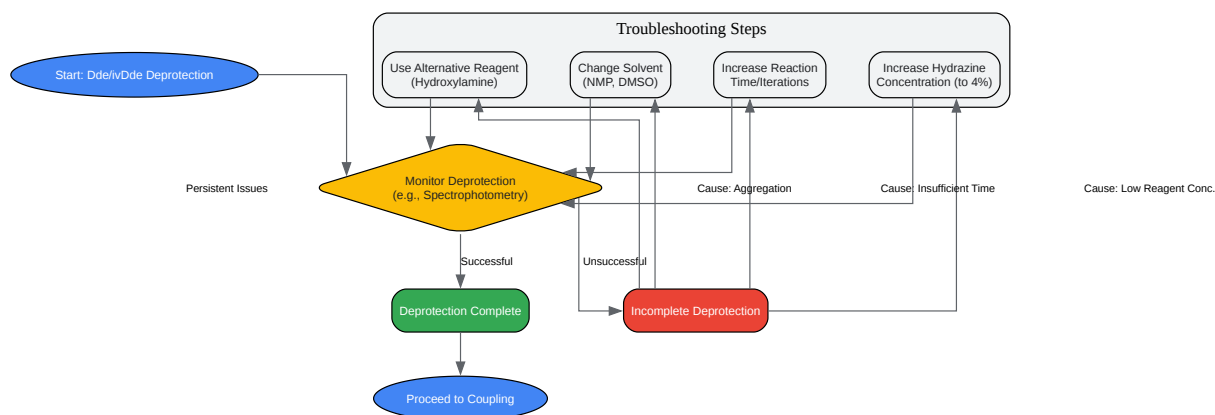 Troubleshooting Steps
Start: Dde/ivDde Deprotection
Use Alternative Reagent
(Hydroxylamine)
Change Solvent
(NMP, DMSO)
Increase Reaction
Time/Iterations
Increase Hydrazine
Concentration (to 4%)
Monitor Deprotection
(e.g., Spectrophotometry)
Persistent Issues
Cause: Aggregation
Cause: Insufficient Time
Cause: Low Reagent Conc.
Successful
Unsuccessful
Deprotection Complete
Incomplete Deprotection
Proceed to Coupling